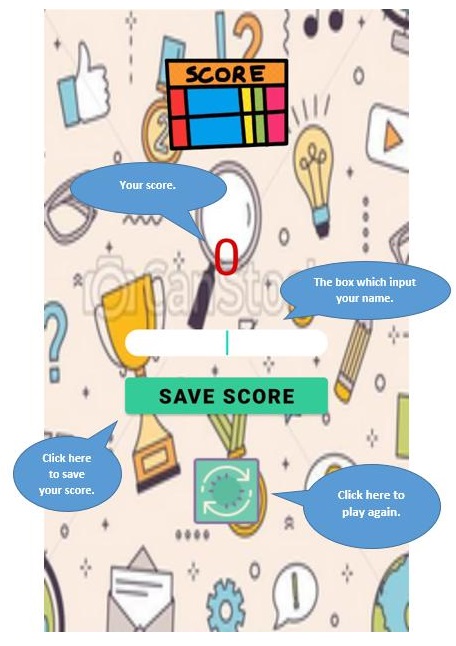 SCORE
Your score.
0
CanStock
The box which input
your name.
SAVE SCORE
Click here
to save
your score.
Click here to
play again.